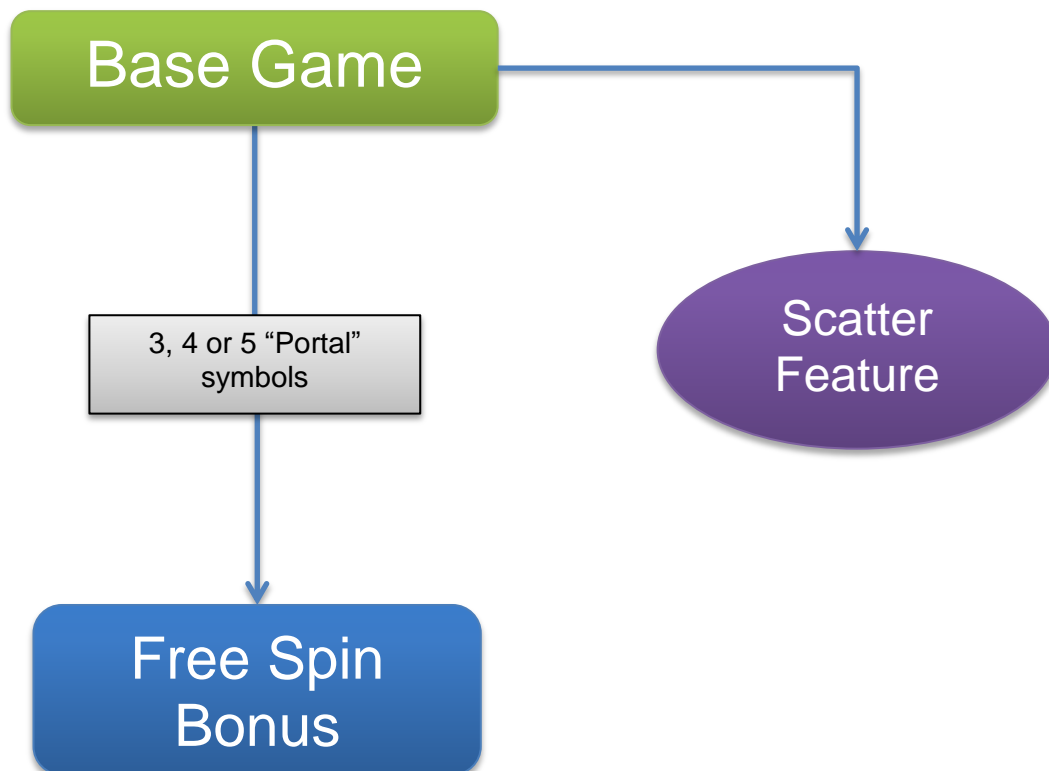 Base Game
3, 4 or 5 “Portal”
symbols
Scatter
Feature
Free Spin
Bonus